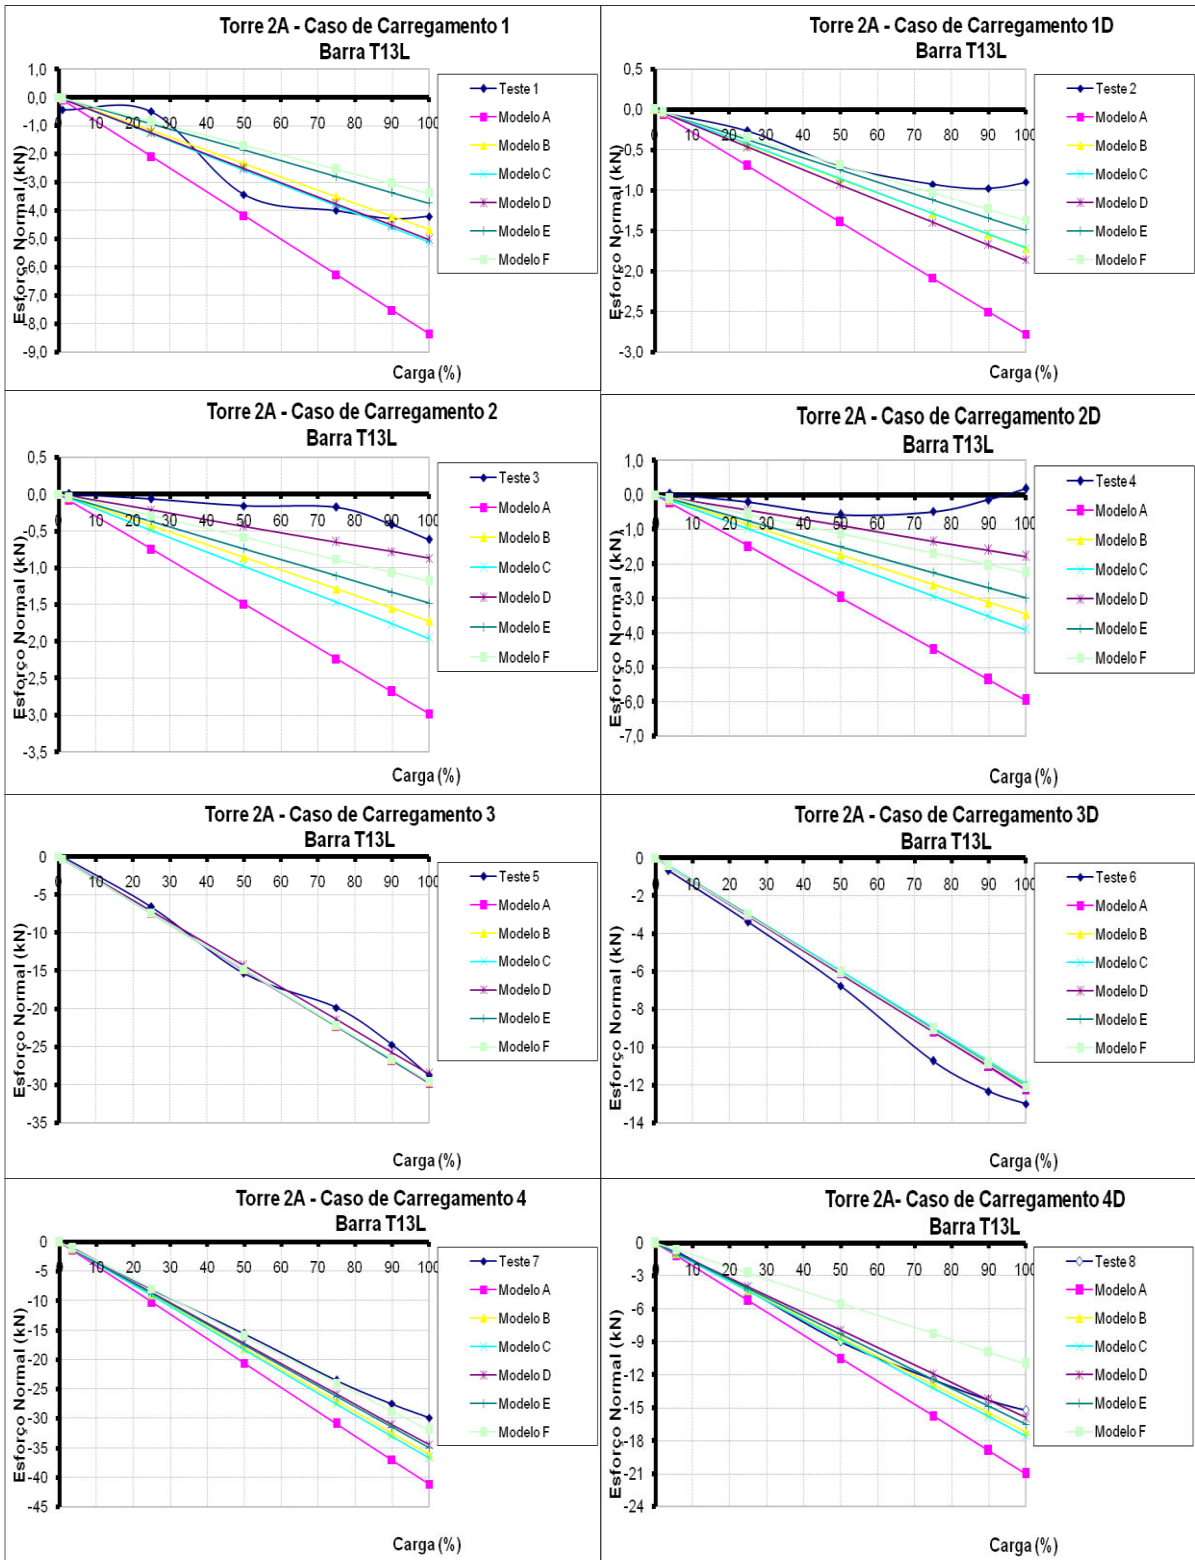 Torre 2A - Caso de Carregamento 1
Barra T13L
1,0
0,0
-1,0
-2,0
-3,0
-4,0
-5,0
-6,0
-7,0
-8,0
-9,0
0 10 20 30 40 50 60 70 80 90 100
Esforço Normal (kN)
Carga (%)
Teste 1
Modelo A
Modelo B
Modelo C
Modelo D
Modelo E
Modelo F
Torre 2A - Caso de Carregamento 1D
Barra T13L
0,5
0,0
-0,5
-1,0
-1,5
-2,0
-2,5
-3,0
0 10 20 30 40 50 60 70 80 90 100
Esforço Normal (kN)
Carga (%)
Teste 2
Modelo A
Modelo B
Modelo C
Modelo D
Modelo E
Modelo F
Torre 2A - Caso de Carregamento 2
Barra T13L
0,5
0,0
-0,5
-1,0
-1,5
-2,0
-2,5
-3,0
-3,5
0 10 20 30 40 50 60 70 80 90 100
Esforço Normal (kN)
Carga (%)
Teste 3
Modelo A
Modelo B
Modelo C
Modelo D
Modelo E
Modelo F
Torre 2A - Caso de Carregamento 2D
Barra T13L
1,0
0,0
-1,0
-2,0
-3,0
-4,0
-5,0
-6,0
-7,0
0 10 20 30 40 50 60 70 80 90 100
Esforço Normal (kN)
Carga (%)
Teste 4
Modelo A
Modelo B
Modelo C
Modelo D
Modelo E
Modelo F
Torre 2A - Caso de Carregamento 3
Barra T13L
0
-5
-10
-15
-20
-25
-30
-35
0 10 20 30 40 50 60 70 80 90 100
Esforço Normal (kN)
Carga (%)
Teste 5
Modelo A
Modelo B
Modelo C
Modelo D
Modelo E
Modelo F
Torre 2A - Caso de Carregamento 3D
Barra T13L
0
-2
-4
-6
-8
-10
-12
-14
0 10 20 30 40 50 60 70 80 90 100
Esforço Normal (kN)
Carga (%)
Teste 6
Modelo A
Modelo B
Modelo C
Modelo D
Modelo E
Modelo F
Torre 2A - Caso de Carregamento 4
Barra T13L
0
-5
-10
-15
-20
-25
-30
-35
-40
-45
0 10 20 30 40 50 60 70 80 90 100
Esforço Normal (kN)
Carga (%)
Teste 7
Modelo A
Modelo B
Modelo C
Modelo D
Modelo E
Modelo F
Torre 2A- Caso de Carregamento 4D
Barra T13L
0
-3
-6
-9
-12
-15
-18
-21
-24
0 10 20 30 40 50 60 70 80 90 100
Esforço Normal (kN)
Carga (%)
Teste 8
Modelo A
Modelo B
Modelo C
Modelo D
Modelo E
Modelo F